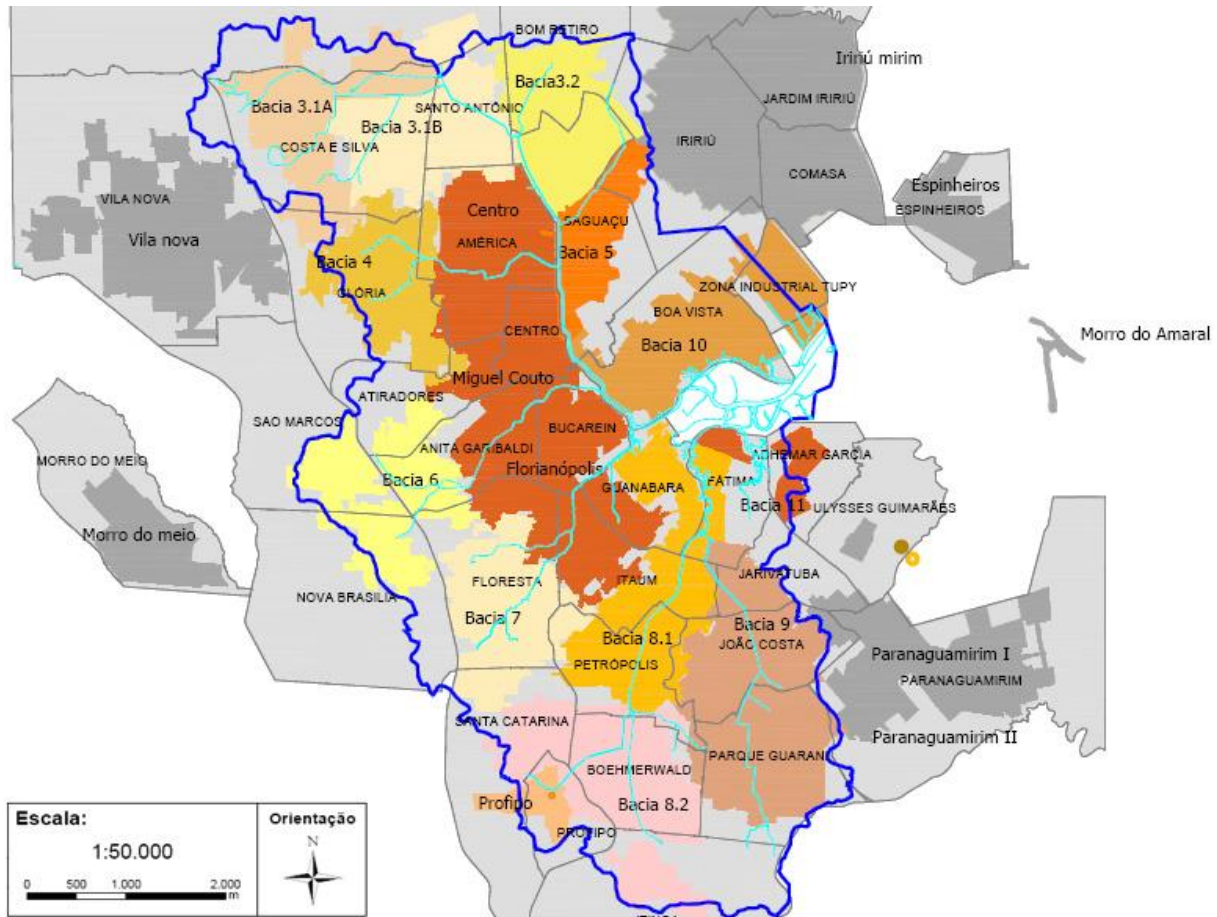 BOM RETIRO
Iririú mirim
Bacia3.2
JARDIM IRIRIÚ
Bacia 3.1A
SANTO ANTÔNIO
Bacia 3.1B
IRIRIÚ
COSTA E SILVA
COMASA
Espinheiros
ESPINHEIROS
VILA NOVA
Centro
SAGUAÇU
Vila nova
AMÉRICA
Bacia 5
Bacia 4
ZONA INDUSTRIAL TUPY
GLÓRIA
BOA VISTA
CENTRO
Morro do Amaral
Bacia 10
Miguel Couto
ATIRADORES
SAO MARCOS
BUCAREIN
ANITA GARIBALDI
ADHEMAR GARCIA
MORRO DO MEIO
Florianópolis
Bacia 6
GUANABARA
FÁTIMA
Bacia 11
ULYSSES GUIMARÃES
Morro do meio
JARIVATUBA
FLORESTA
ITAUM
NOVA BRASILIA
Bacia 7
Bacia 9
Bacia 8.1
JOÃO COSTA
Paranaguamirim I
PETRÓPOLIS
PARANAGUAMIRIM
SANTA CATARINA
Paranaguamirim II
PARQUE GUARANI
BOEHMERWALD
Profipo
Bacia 8.2
PROFIPO
Escala:
Orientação
N
1:50.000
0 500 1.000 2.000
m